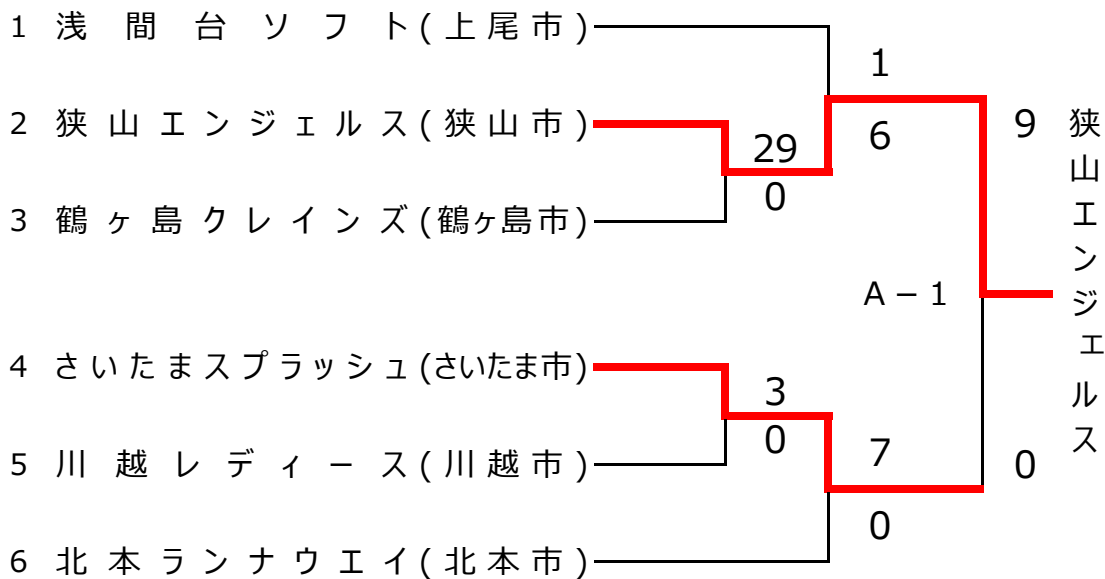 1 浅間台ソフト(上尾市)
1
2 狭山エンジェルス(狭山市)
6
9
29
0
3 鶴ヶ島クレインズ(鶴ヶ島市)
狭山エンジェルス
A－1
4 さいたまスプラッシュ(さいたま市)
3
0
5 川越レディース(川越市)
7
0
0
6 北本ランナウエイ(北本市)